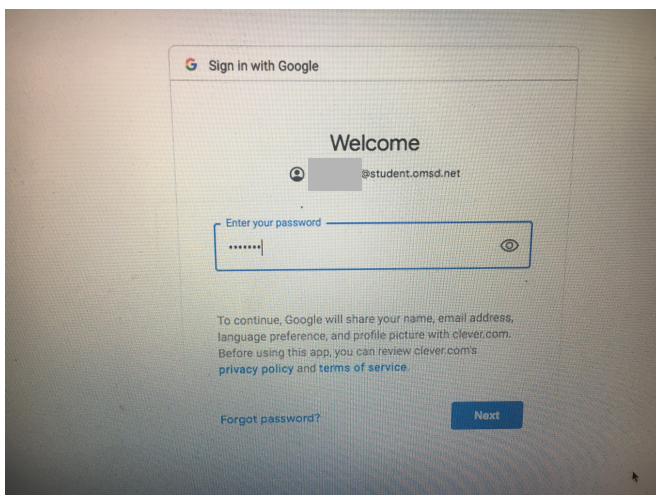 Sign in with Google
Welcome
@student.omsd.net
Enter your password
•••••••
To continue, Google will share your name, email address,
language preference, and profile picture with clever.com.
Before using this app, you can review clever.com's
privacy policy and terms of service.
Forgot password?
Next